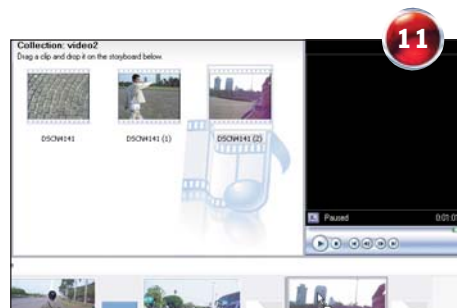 11
Collection: video2
Drag a clip and drop it on the storyboard below.
DSCN4141
DSCN4141 (1)
DSCN4141 (2)
Paused